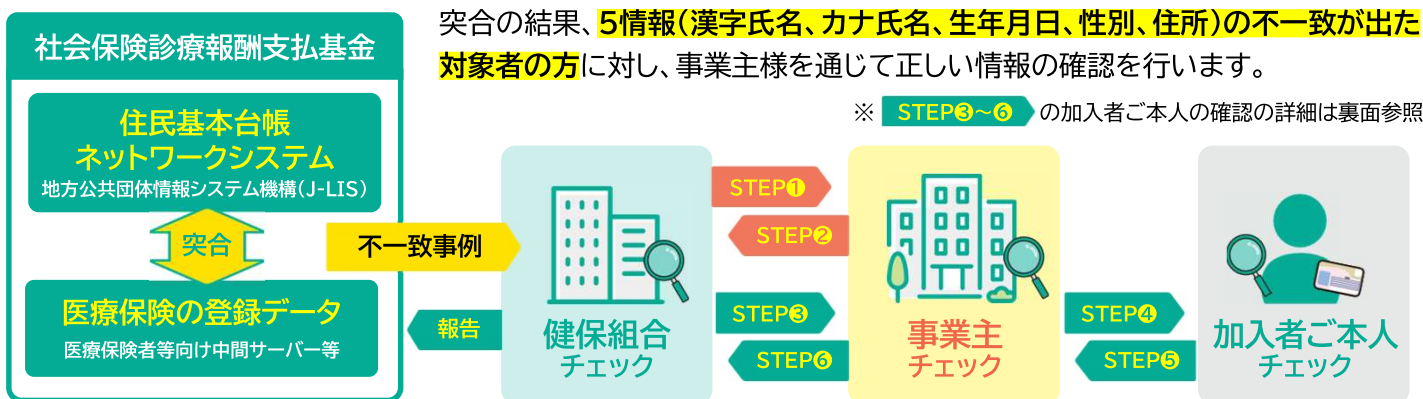 突合の結果、5情報(漢字氏名、カナ氏名、生年月日、性別、住所)の不一致が出た
対象者の方に対し、事業主様を通じて正しい情報の確認を行います。
※ STEP❸~❻ の加入者ご本人の確認の詳細は裏面参照
社会保険診療報酬支払基金
住民基本台帳
ネットワークシステム
地方公共団体情報システム機構(J-LIS)
突合
医療保険の登録データ
医療保険者等向け中間サーバー等
不一致事例
報告
健保組合
チェック
STEP❶
STEP❷
STEP❸
STEP❻
事業主
チェック
STEP❹
STEP❺
加入者ご本人
チェック